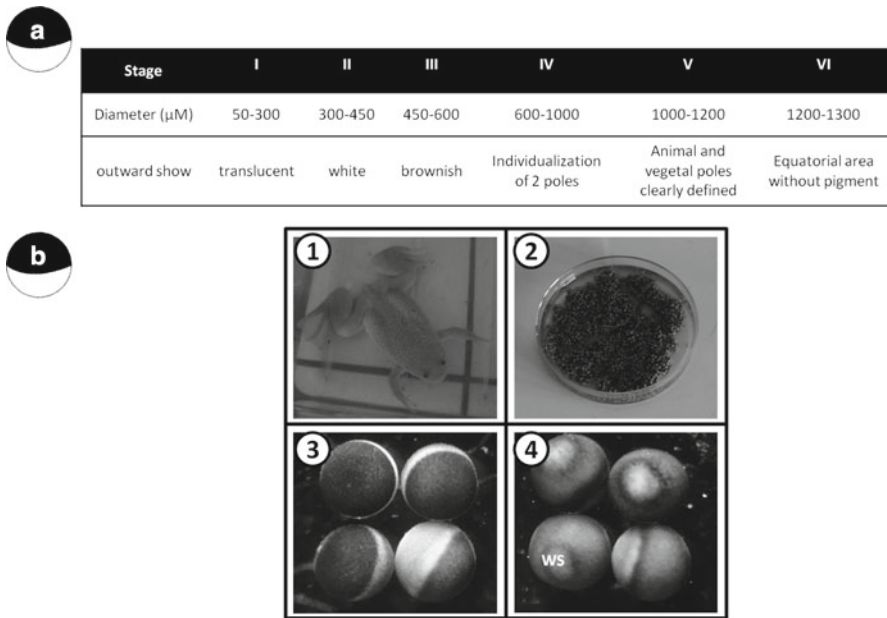 a
Stage I II III IV V VI
Diameter (μM) 50-300 300-450 450-600 600-1000 1000-1200 1200-1300
outward show translucent white brownish Individualization of 2 poles Animal and vegetal poles clearly defined Equatorial area without pigment
b
1 2
3 4
WS